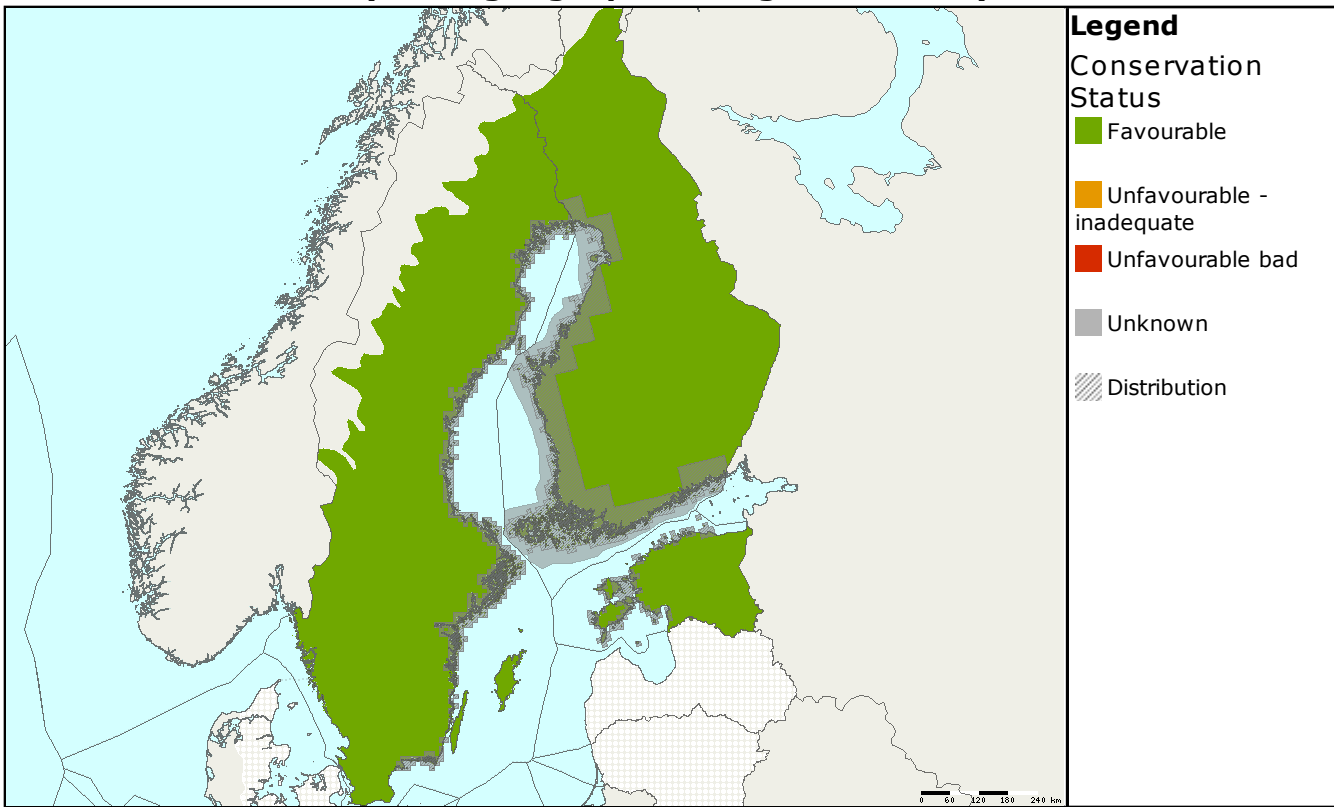 Legend
Conservation
Status
Favourable
Unfavourable -
inadequate
Unfavourable bad
Unknown
Distribution
0 60 120 180 240 km